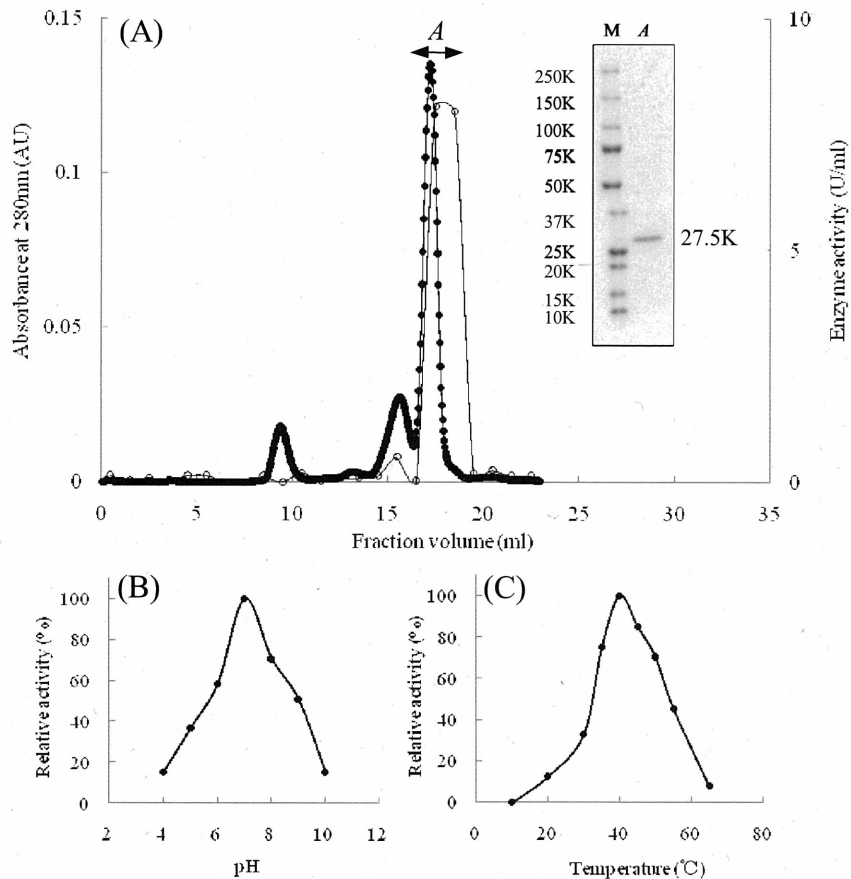 (A)
A
M A
250K
150K
100K
75K
50K
37K
25K
20K
15K
10K
27.5K
Absorbance at 280nm (AU)
0.15
0.1
0.05
0
Enzyme activity (U/ml)
10
5
0
0 5 10 15 20 25 30 35
Fraction volume (ml)
(B)
Relative activity (%)
100
80
60
40
20
0
2 4 6 8 10 12
pH
(C)
Relative activity (%)
100
80
60
40
20
0
0 20 40 60 80
Temperature (℃)